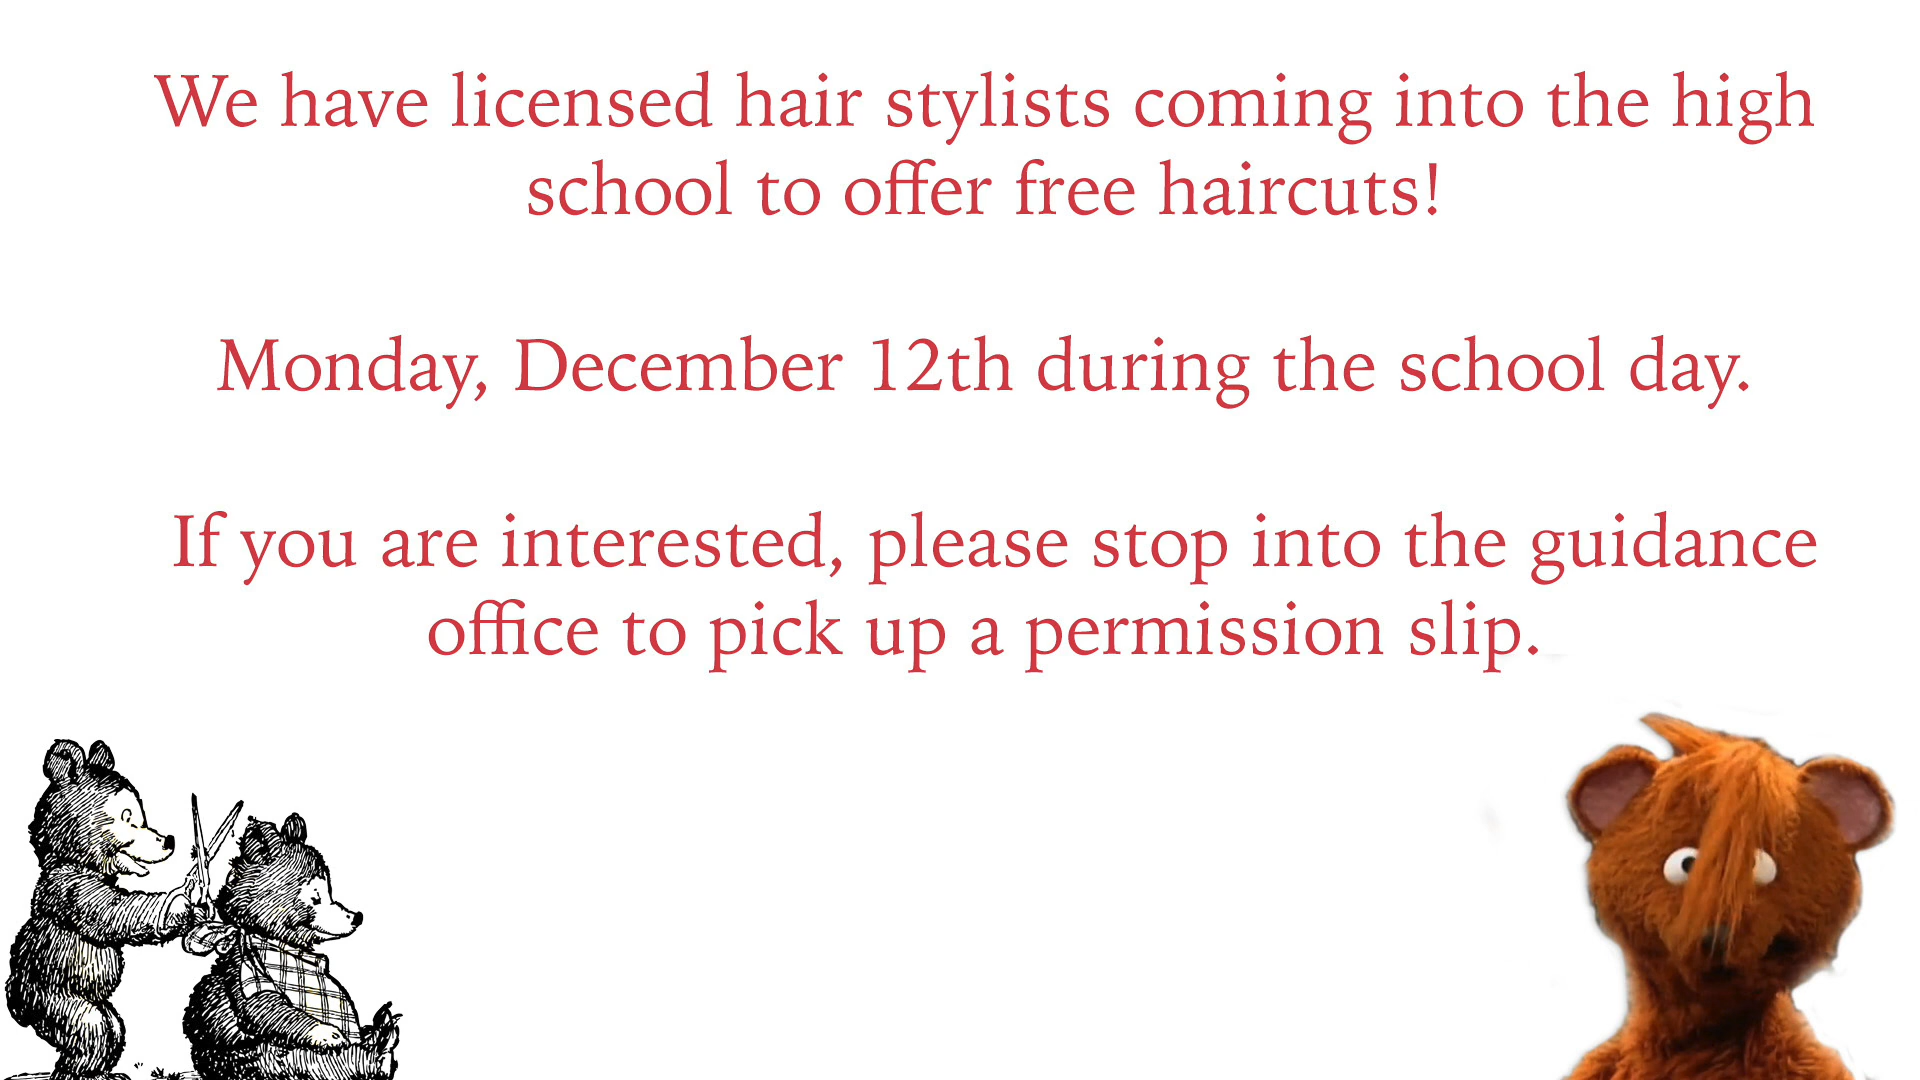 We have licensed hair stylists coming into the high
school to offer free haircuts!
Monday, December 12th during the school day.
If you are interested, please stop into the guidance
office to pick up a permission slip.